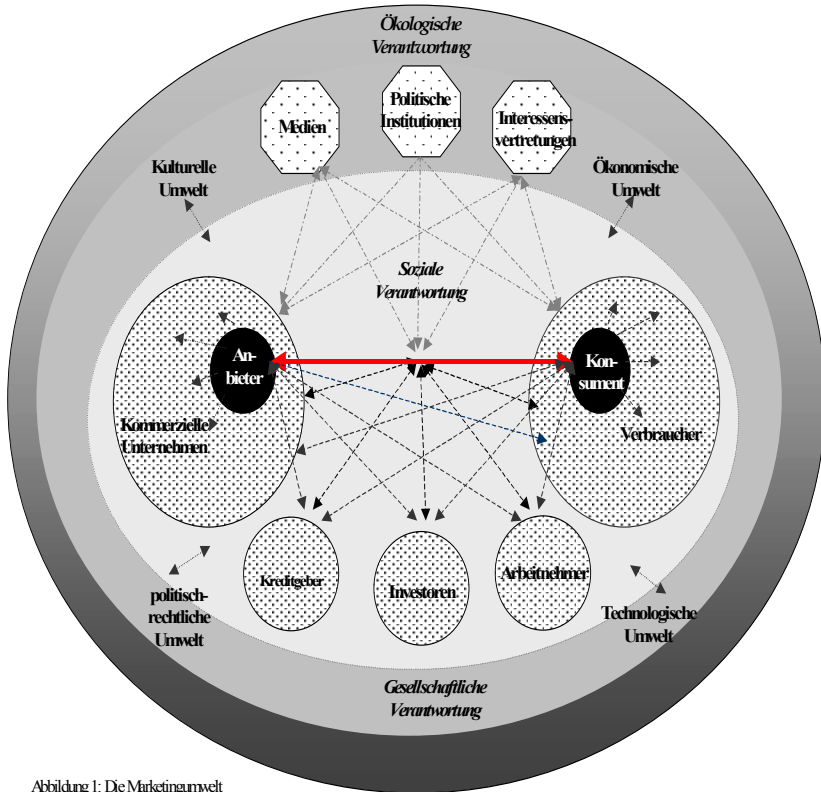 Ökologische
Verantwortung
Medien
Politische
Institutionen
Interessens-
vertretungen
Kulturelle
Umwelt
Ökonomische
Umwelt
Soziale
Verantwortung
An-
bieter
Kon-
sument
Kommerzielle
Unternehmen
Verbraucher
Kreditgeber
Investoren
Arbeitnehmer
politisch-
rechtliche
Umwelt
Technologische
Umwelt
Gesellschaftliche
Verantwortung
Abbildung 1: Die Marketingumwelt